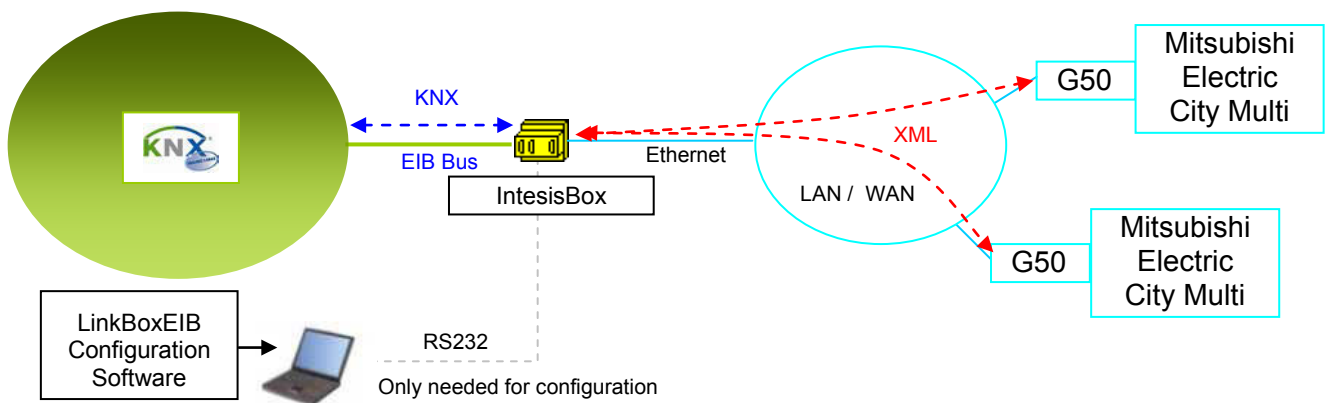 KNX
KNX
EIB Bus
IntesisBox
Ethernet
XML
LAN / WAN
G50
Mitsubishi
Electric
City Multi
G50
Mitsubishi
Electric
City Multi
LinkBoxEIB
Configuration
Software
RS232
Only needed for configuration